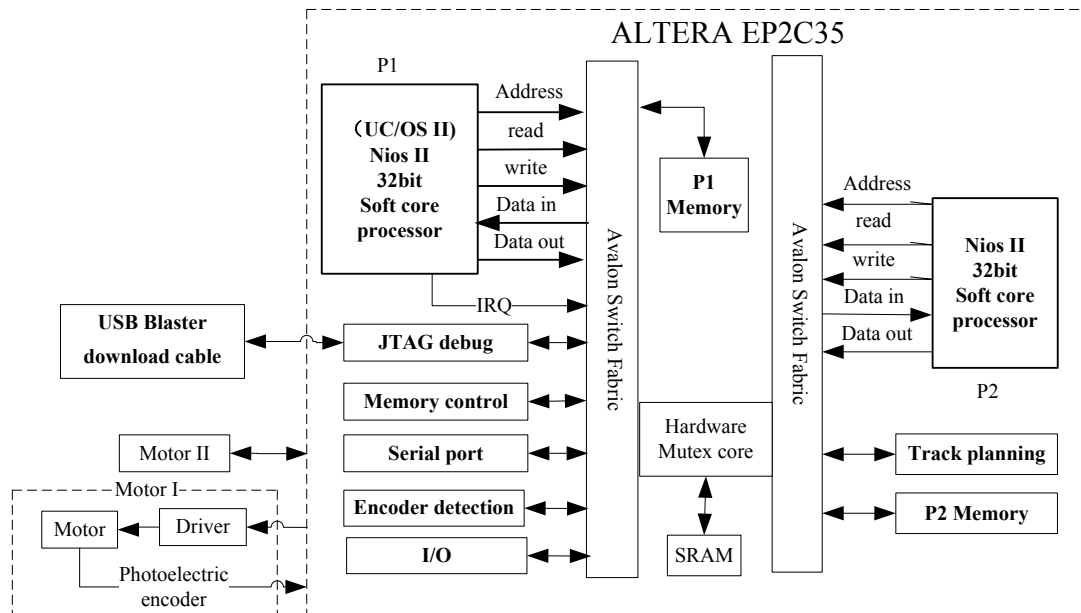 ALTERA EP2C35
P1
（UC/OS II)
Nios II
32bit
Soft core
processor
Address
read
write
Data in
Data out
IRQ
Avalon Switch Fabric
P1
Memory
Avalon Switch Fabric
Address
read
write
Data in
Data out
Nios II
32bit
Soft core
processor
P2
USB Blaster
download cable
JTAG debug
Memory control
Serial port
Encoder detection
I/O
Hardware
Mutex core
SRAM
Track planning
P2 Memory
Motor II
Motor I
Motor
Driver
Photoelectric
encoder